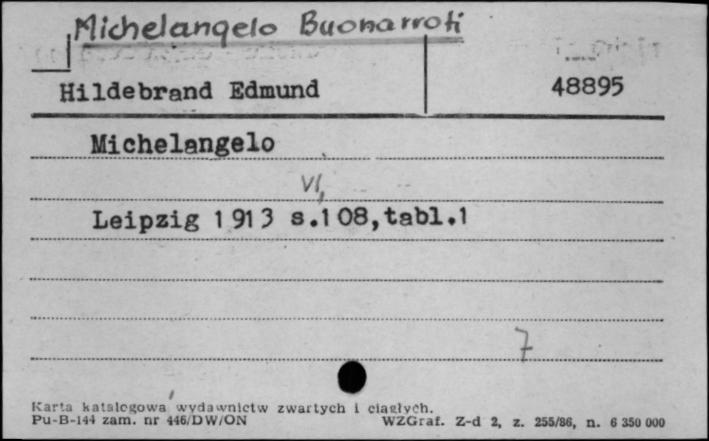 Michelangelo Buonarroti
Hildebrand Edmund 48895
Michelangelo
VI,
Leipzig 1913 s.108,tabl.1
7
Karta katalogowa wydawnictw zwartych i ciągłych.
Pu-B-144 zam. nr 446/DW/ON WZGraf. Z-d 2, z. 255/86, n. 6 350 000